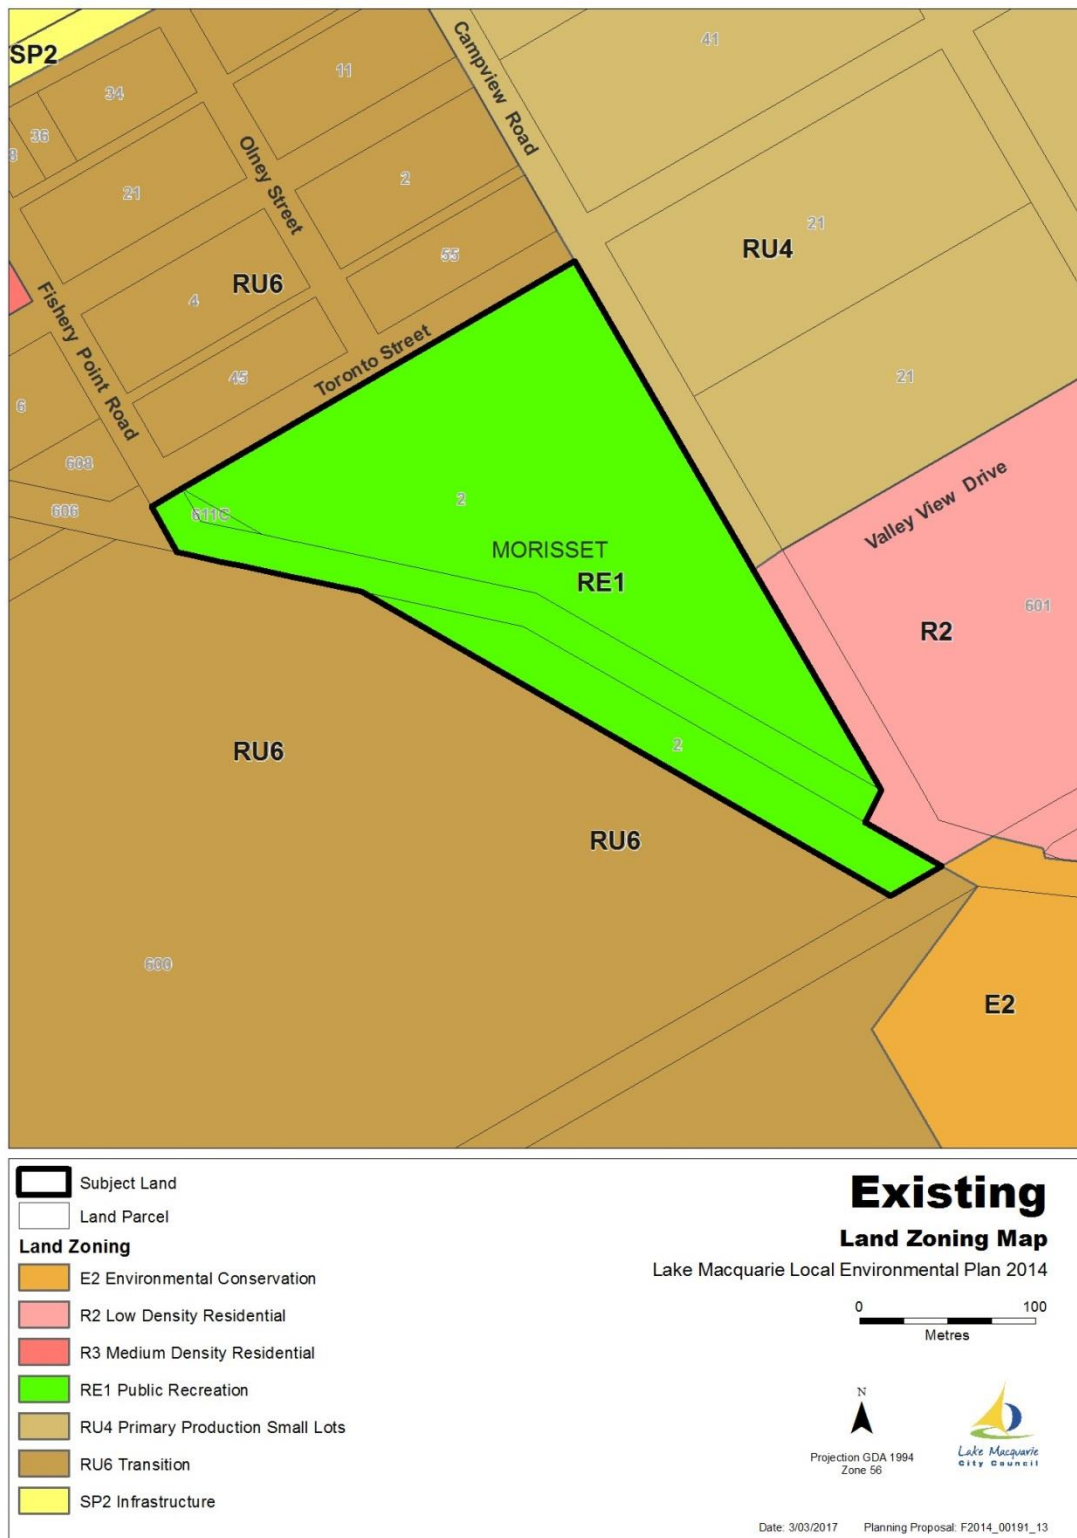 SP2
41
Campview Road
11
34
36
8
Olney Street
2
21
21
RU4
55
RU6
4
Fishery Point Road
Toronto Street
45
21
6
608
Valley View Drive
2
606
611C
MORISSET
RE1
601
R2
2
RU6
RU6
600
E2
Subject Land
Land Parcel
Land Zoning
E2 Environmental Conservation
R2 Low Density Residential
R3 Medium Density Residential
RE1 Public Recreation
RU4 Primary Production Small Lots
RU6 Transition
SP2 Infrastructure
Existing
Land Zoning Map
Lake Macquarie Local Environmental Plan 2014
0 100
Metres
N
Projection GDA 1994
Zone 56
Lake Macquarie
City Council
Date: 3/03/2017 Planning Proposal: F2014_00191_13